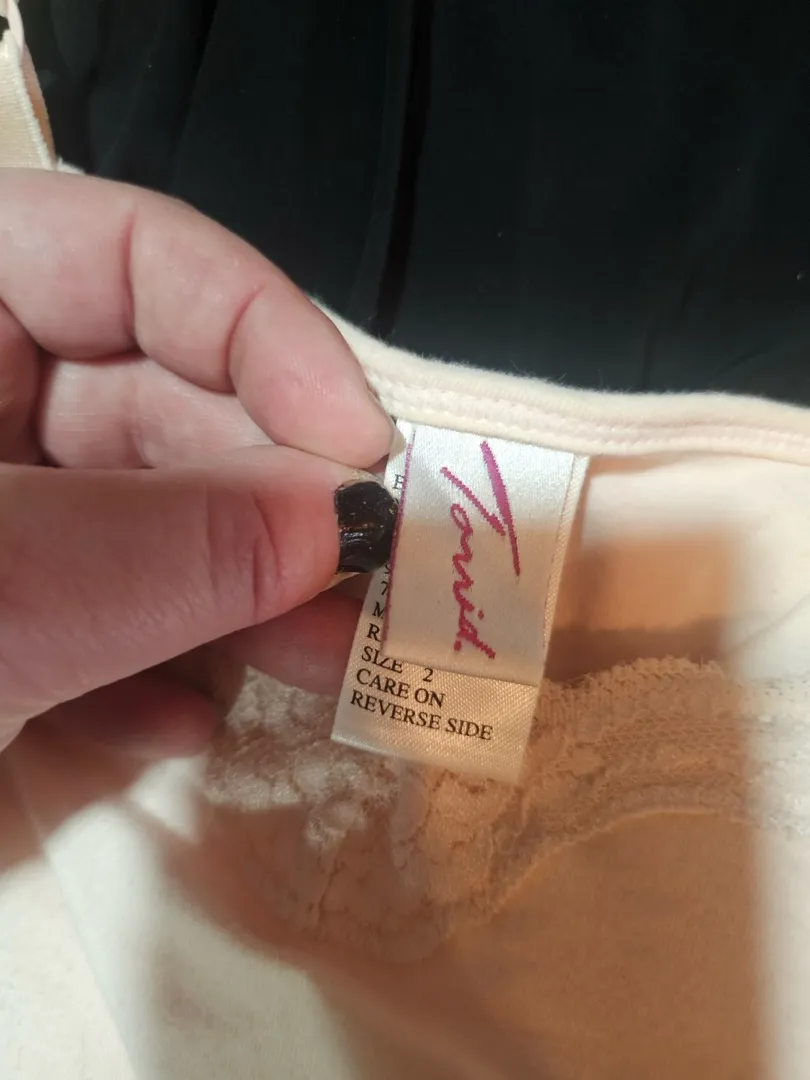 Torrid.
SIZE 2
CARE ON
REVERSE SIDE